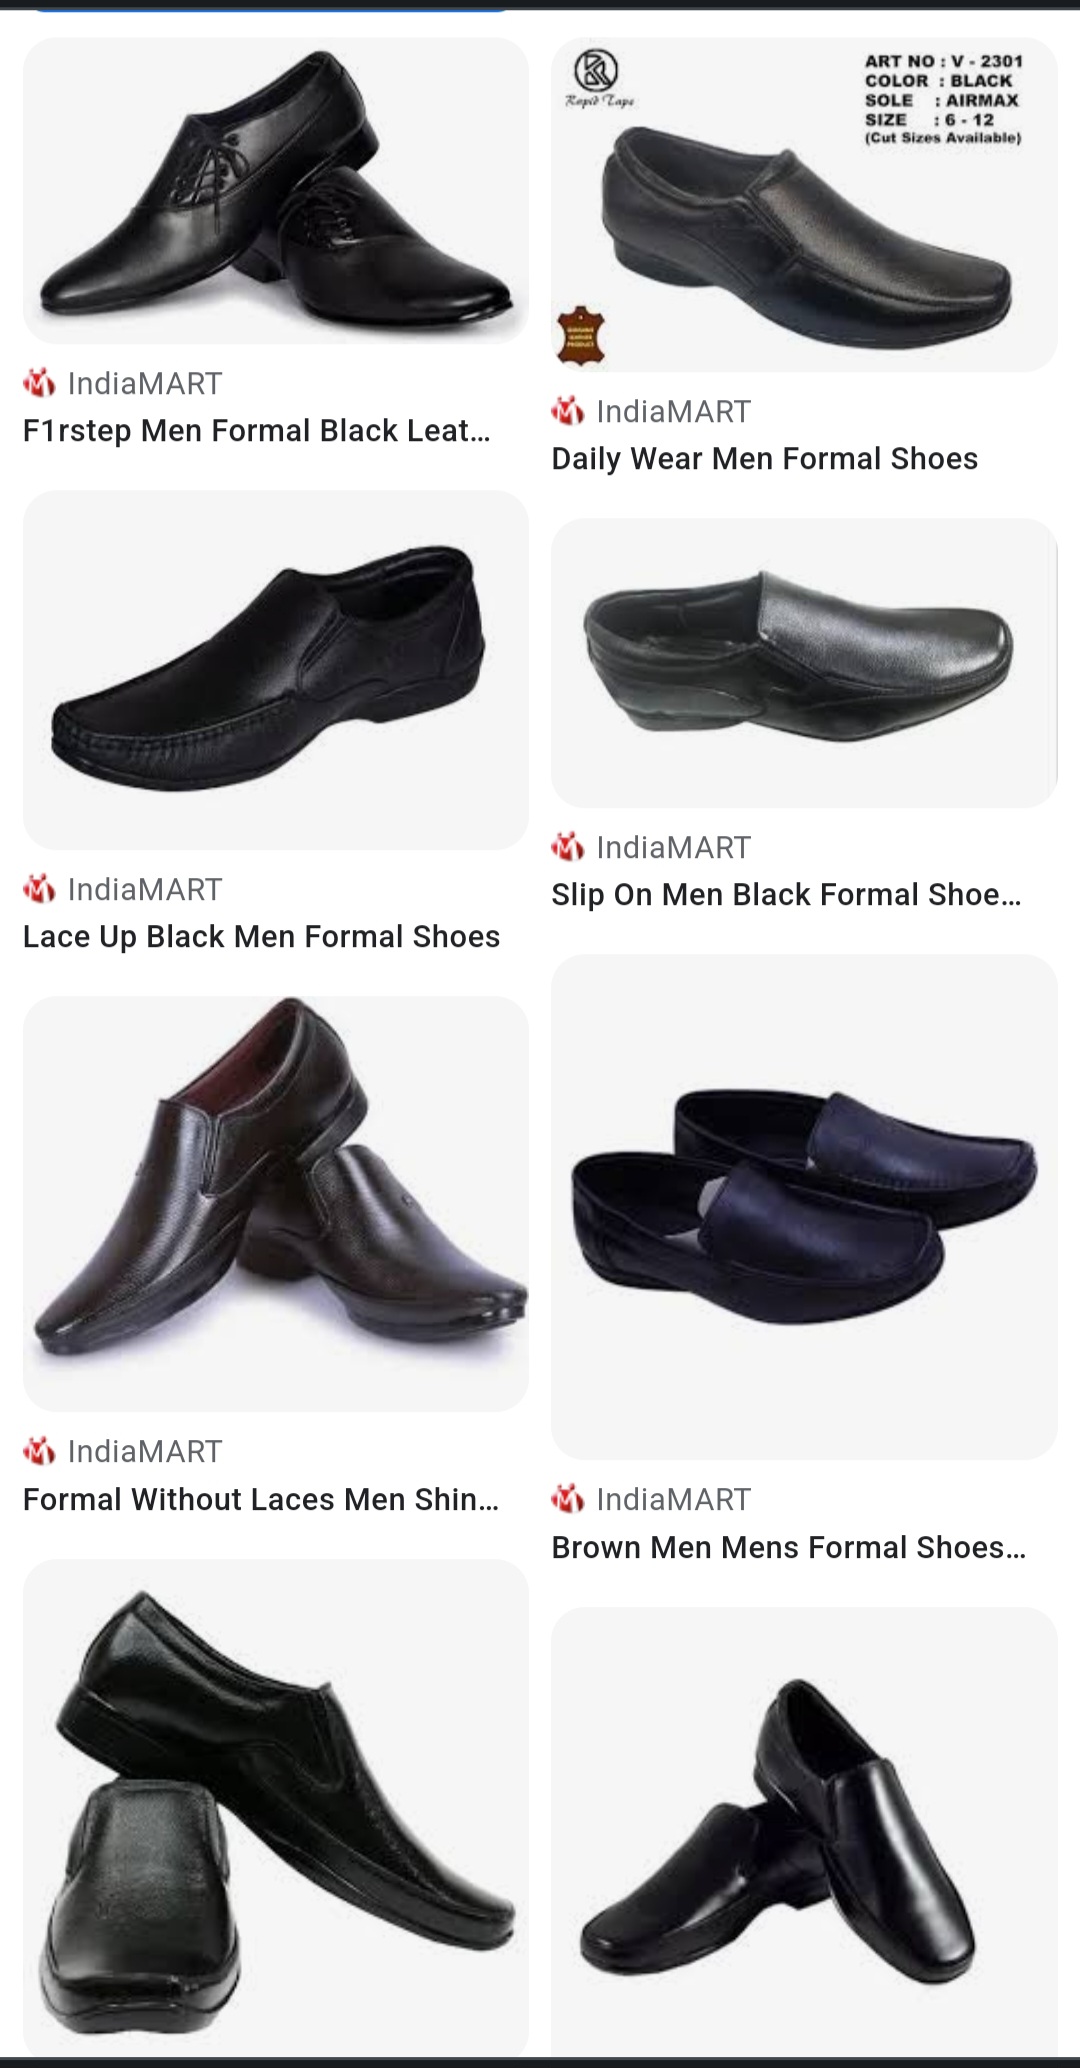 IndiaMART
F1rstep Men Formal Black Leat...
Rapid Taps
ART NO : V - 2301
COLOR : BLACK
SOLE : AIRMAX
SIZE : 6 - 12
(Cut Sizes Available)
IndiaMART
Daily Wear Men Formal Shoes
IndiaMART
Lace Up Black Men Formal Shoes
IndiaMART
Slip On Men Black Formal Shoe...
IndiaMART
Formal Without Laces Men Shin...
IndiaMART
Brown Men Mens Formal Shoes...